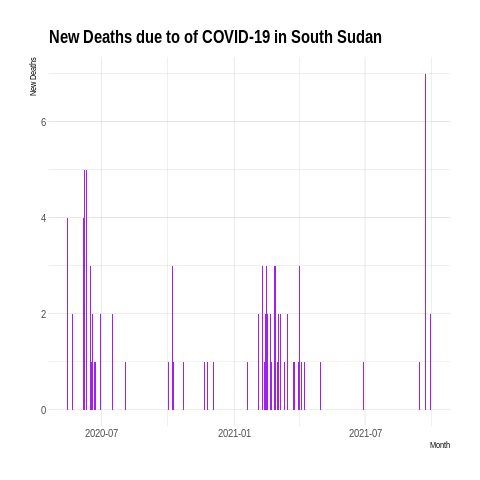 New Deaths due to of COVID-19 in South Sudan
New Deaths
6
4
2
0
2020-07
2021-01
2021-07
Month